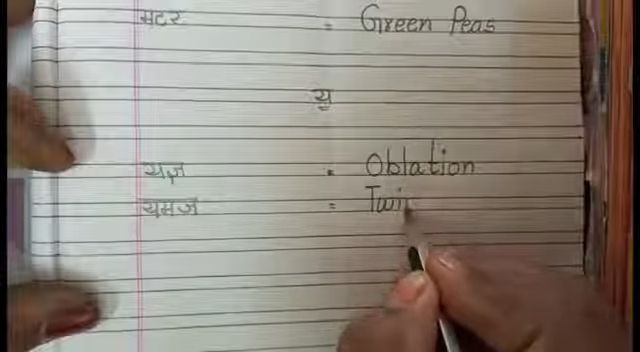 मटर = Green Peas
य
यज्ञ = Oblation
यमज = Twi